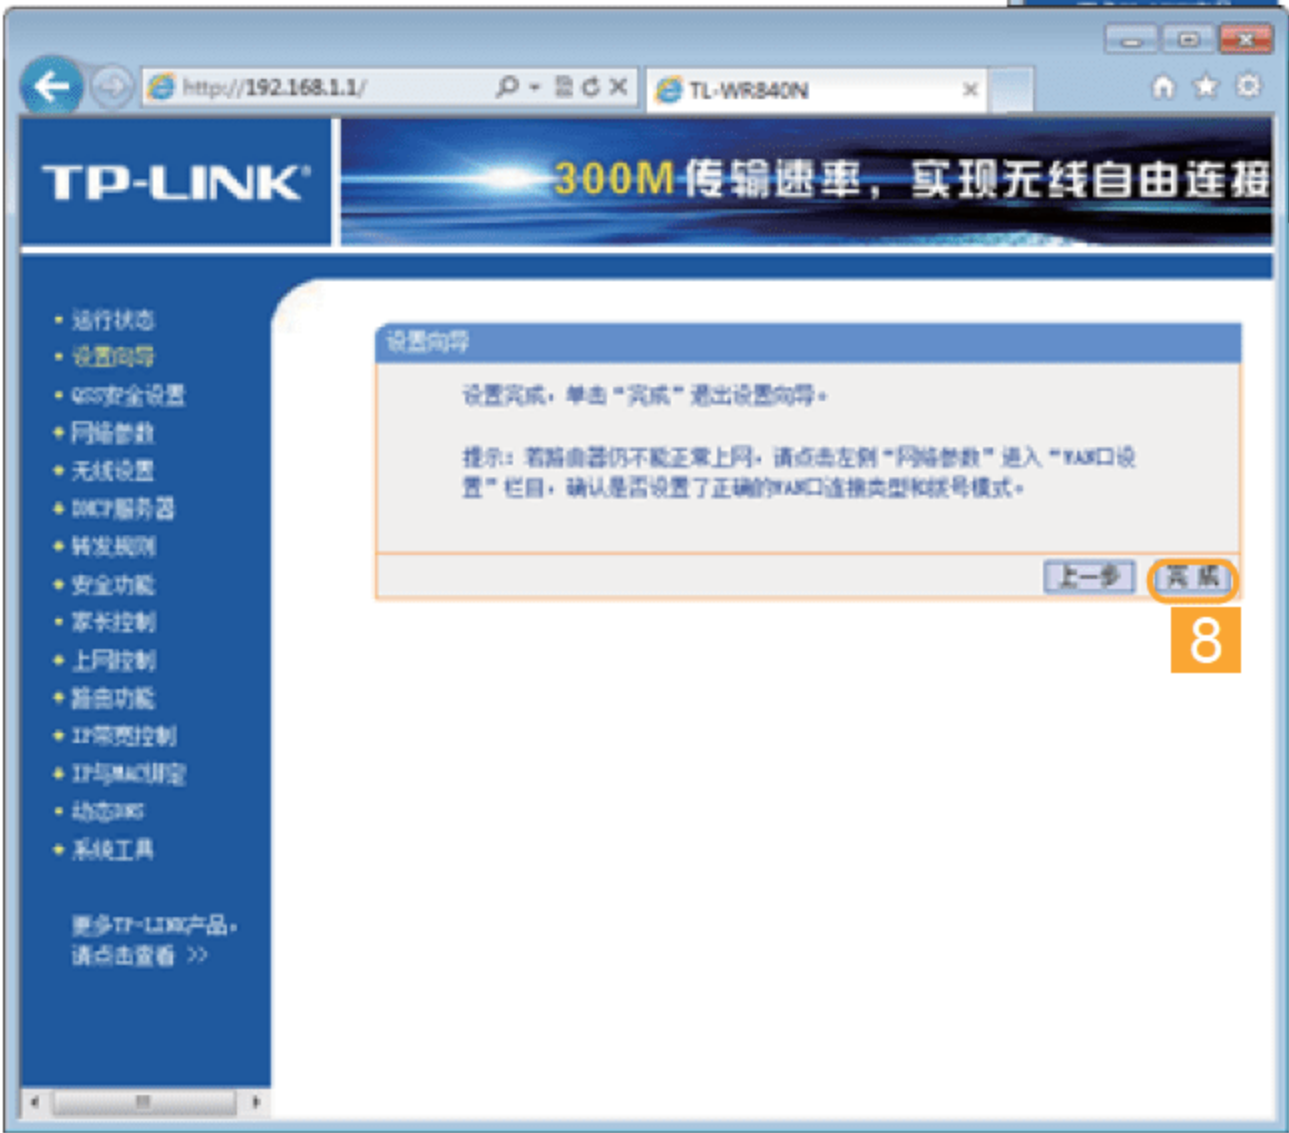 http://192.168.1.1/
TL-WR840N
TP-LINK®
300M 传输速率，实现无线自由连接
运行状态
设置向导
QSS安全设置
网络参数
无线设置
DHCP服务器
转发规则
安全功能
家长控制
上网控制
路由功能
IP带宽控制
IP与MAC绑定
动态DNS
系统工具
更多TP-LINK产品，
请点击查看 >>
设置向导
设置完成，单击“完成”退出设置向导。
提示：若路由器仍不能正常上网，请点击左侧“网络参数”进入“WAN口设
置”栏目，确认是否设置了正确的WAN口连接类型和拨号模式。
上一步
完 成
8